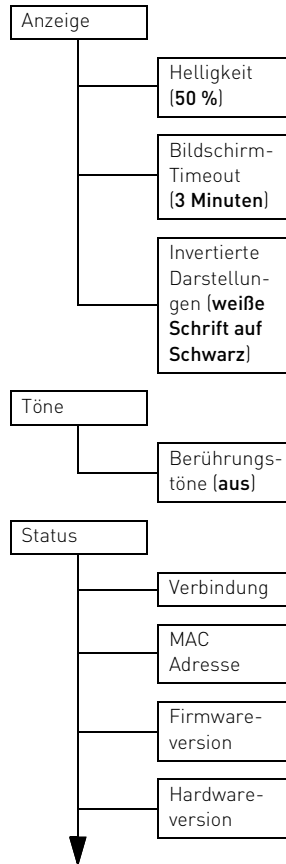 Anzeige
Helligkeit
(50 %)
Bildschirm-
Timeout
(3 Minuten)
Invertierte
Darstellun-
gen (weiße
Schrift auf
Schwarz)
Töne
Berührungs-
töne (aus)
Status
Verbindung
MAC
Adresse
Firmware-
version
Hardware-
version